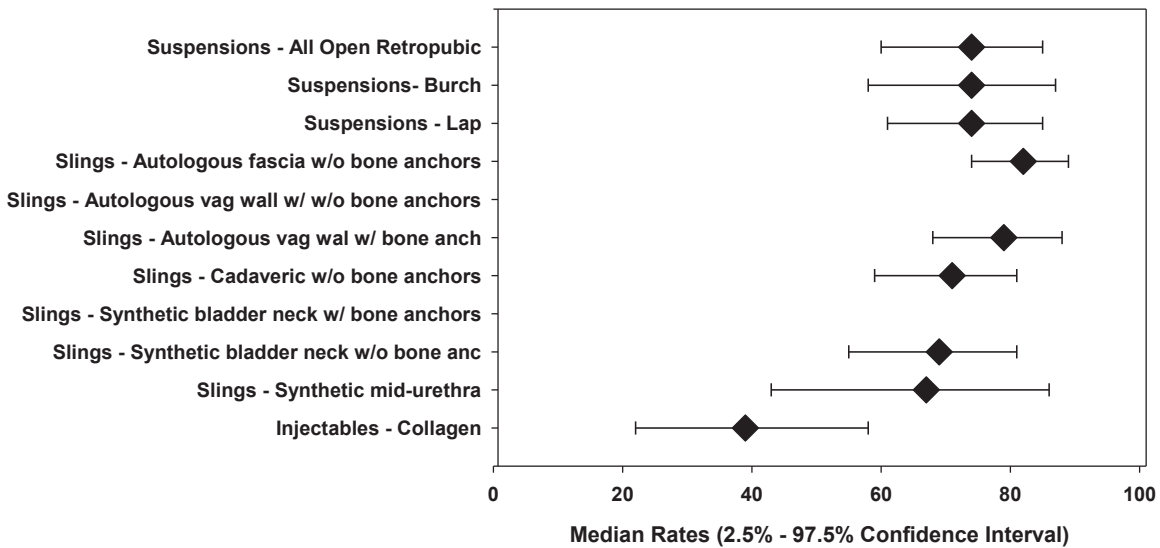 Suspensions - All Open Retropubic
Suspensions- Burch
Suspensions - Lap
Slings - Autologous fascia w/o bone anchors
Slings - Autologous vag wall w/ w/o bone anchors
Slings - Autologous vag wal w/ bone anch
Slings - Cadaveric w/o bone anchors
Slings - Synthetic bladder neck w/ bone anchors
Slings - Synthetic bladder neck w/o bone anc
Slings - Synthetic mid-urethra
Injectables - Collagen
0 20 40 60 80 100
Median Rates (2.5% - 97.5% Confidence Interval)